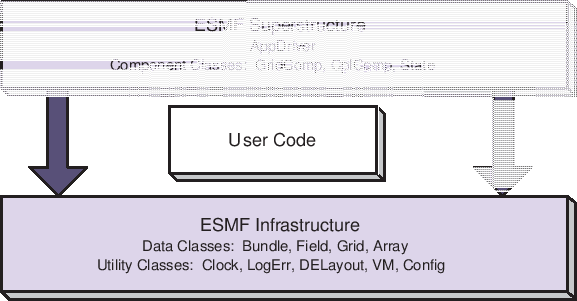 ESMF Superstructure
AppDriver
Component Classes: GridComp, CplComp, State
User Code
ESMF Infrastructure
Data Classes: Bundle, Field, Grid, Array
Utility Classes: Clock, LogErr, DELayout, VM, Config